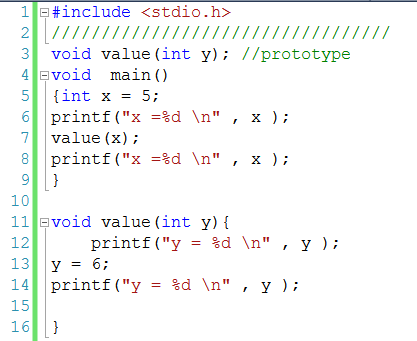 1 #include <stdio.h>
2 //////////////////////////////////
3 void value(int y); //prototype
4 void  main()
5 {int x = 5;
6 printf("x =%d \n" , x );
7 value(x);
8 printf("x =%d \n" , x );
9 }
10
11 void value(int y){
12     printf("y = %d \n" , y );
13 y = 6;
14 printf("y = %d \n" , y );
15
16 }